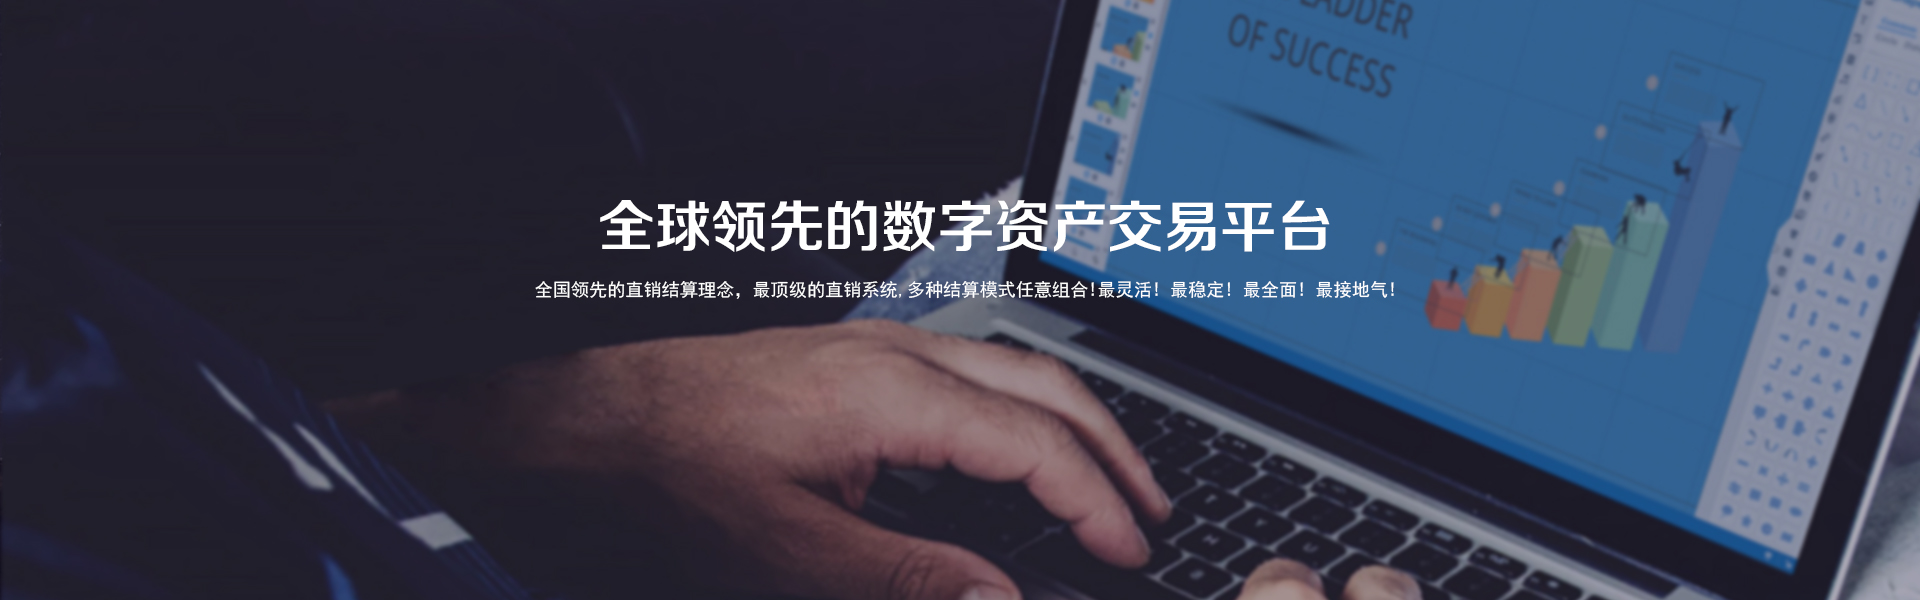 LADDER
OF SUCCESS
全球领先的数字资产交易平台
全国领先的直销结算理念，最顶级的直销系统,多种结算模式任意组合!最灵活！最稳定！最全面！最接地气！